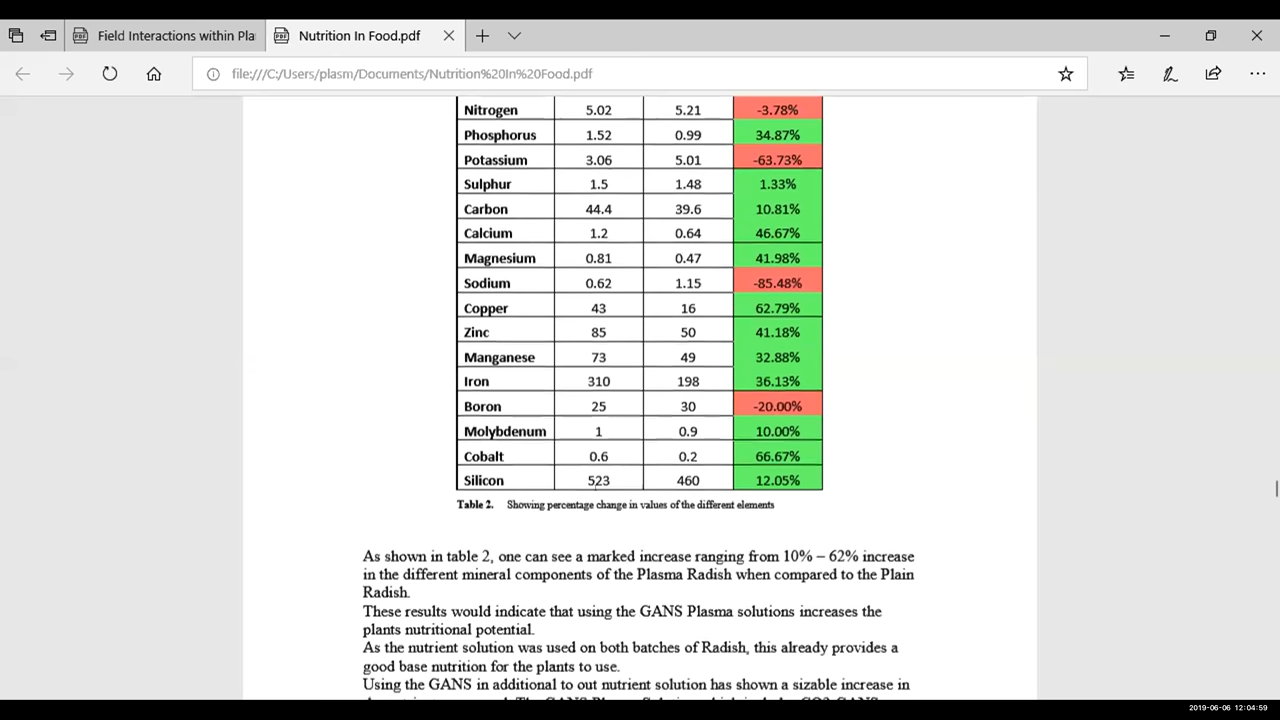 Field Interactions within Pla
Nutrition In Food.pdf
file:///C:/Users/plasm/Documents/Nutrition%20In%20Food.pdf
Nitrogen 5.02 5.21 -3.78%
Phosphorus 1.52 0.99 34.87%
Potassium 3.06 5.01 -63.73%
Sulphur 1.5 1.48 1.33%
Carbon 44.4 39.6 10.81%
Calcium 1.2 0.64 46.67%
Magnesium 0.81 0.47 41.98%
Sodium 0.62 1.15 -85.48%
Copper 43 16 62.79%
Zinc 85 50 41.18%
Manganese 73 49 32.88%
Iron 310 198 36.13%
Boron 25 30 -20.00%
Molybdenum 1 0.9 10.00%
Cobalt 0.6 0.2 66.67%
Silicon 523 460 12.05%
Table 2. Showing percentage change in values of the different elements
As shown in table 2, one can see a marked increase ranging from 10% – 62% increase
in the different mineral components of the Plasma Radish when compared to the Plain
Radish.
These results would indicate that using the GANS Plasma solutions increases the
plants nutritional potential.
As the nutrient solution was used on both batches of Radish, this already provides a
good base nutrition for the plants to use.
Using the GANS in additional to out nutrient solution has shown a sizable increase in
2019-06-06 12:04:59